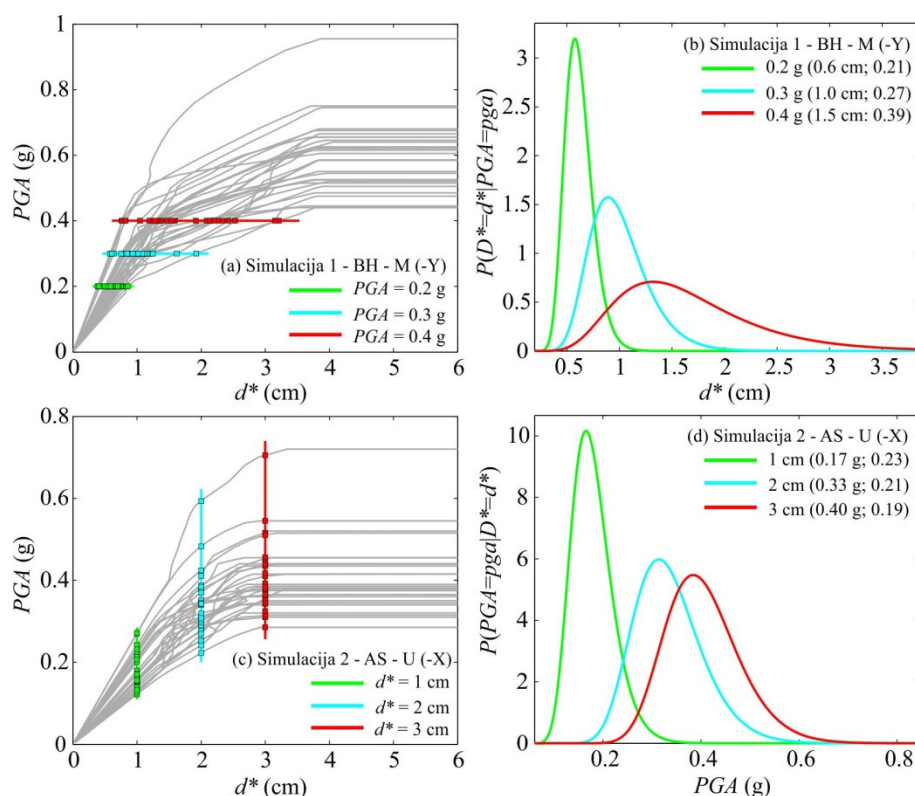 1
0.8
0.6
0.4
0.2
0
PGA (g)
(a) Simulacija 1 - BH - M (-Y)
PGA = 0.2 g
PGA = 0.3 g
PGA = 0.4 g
0 1 2 3 4 5 6
d* (cm)
(b) Simulacija 1 - BH - M (-Y)
0.2 g (0.6 cm; 0.21)
0.3 g (1.0 cm; 0.27)
0.4 g (1.5 cm: 0.39)
3
2.5
2
1.5
1
0.5
0
P(D*=d*|PGA=pga)
0.5 1 1.5 2 2.5 3 3.5
d* (cm)
0.8
0.6
0.4
0.2
0
PGA (g)
(c) Simulacija 2 - AS - U (-X)
d* = 1 cm
d* = 2 cm
d* = 3 cm
0 1 2 3 4 5 6
d* (cm)
(d) Simulacija 2 - AS - U (-X)
1 cm (0.17 g; 0.23)
2 cm (0.33 g; 0.21)
3 cm (0.40 g; 0.19)
10
8
6
4
2
0
P(PGA=pga|D*=d*)
0.2 0.4 0.6 0.8
PGA (g)